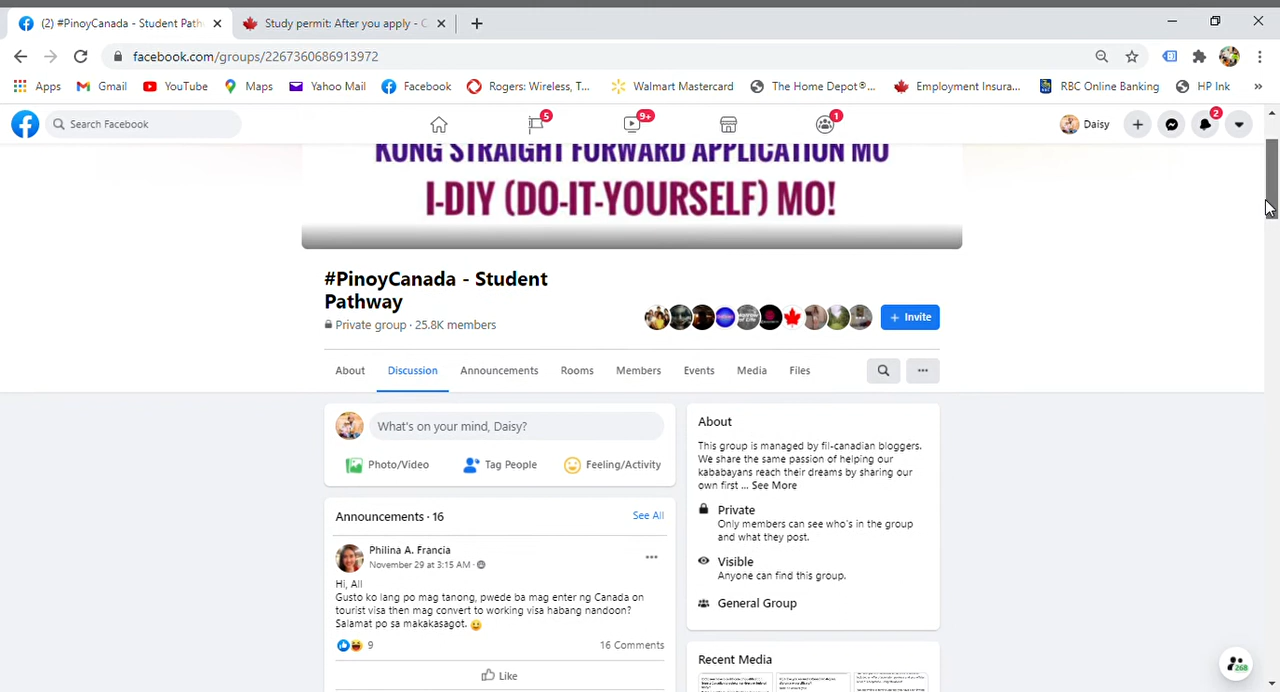 (2) #PinoyCanada - Student Path
Study permit: After you apply - C
facebook.com/groups/2267360686913972
Apps
Gmail
YouTube
Maps
Yahoo Mail
Facebook
Rogers: Wireless, T...
Walmart Mastercard
The Home Depot®...
Employment Insura...
RBC Online Banking
HP Ink
»
Search Facebook
5
9+
1
Daisy
2
KUNG STRAIGHT FORWARD APPLICATION MO
I-DIY (DO-IT-YOURSELF) MO!
#PinoyCanada - Student
Pathway
Private group · 25.8K members
+ Invite
About
Discussion
Announcements
Rooms
Members
Events
Media
Files
What's on your mind, Daisy?
Photo/Video
Tag People
Feeling/Activity
Announcements · 16
See All
Philina A. Francia
November 29 at 3:15 AM ·
Hi, All
Gusto ko lang po mag tanong, pwede ba mag enter ng Canada on
tourist visa then mag convert to working visa habang nandoon?
Salamat po sa makakasagot.
9
16 Comments
Like
About
This group is managed by fil-canadian bloggers.
We share the same passion of helping our
kababayans reach their dreams by sharing our
own first ... See More
Private
Only members can see who's in the group
and what they post.
Visible
Anyone can find this group.
General Group
Recent Media
268